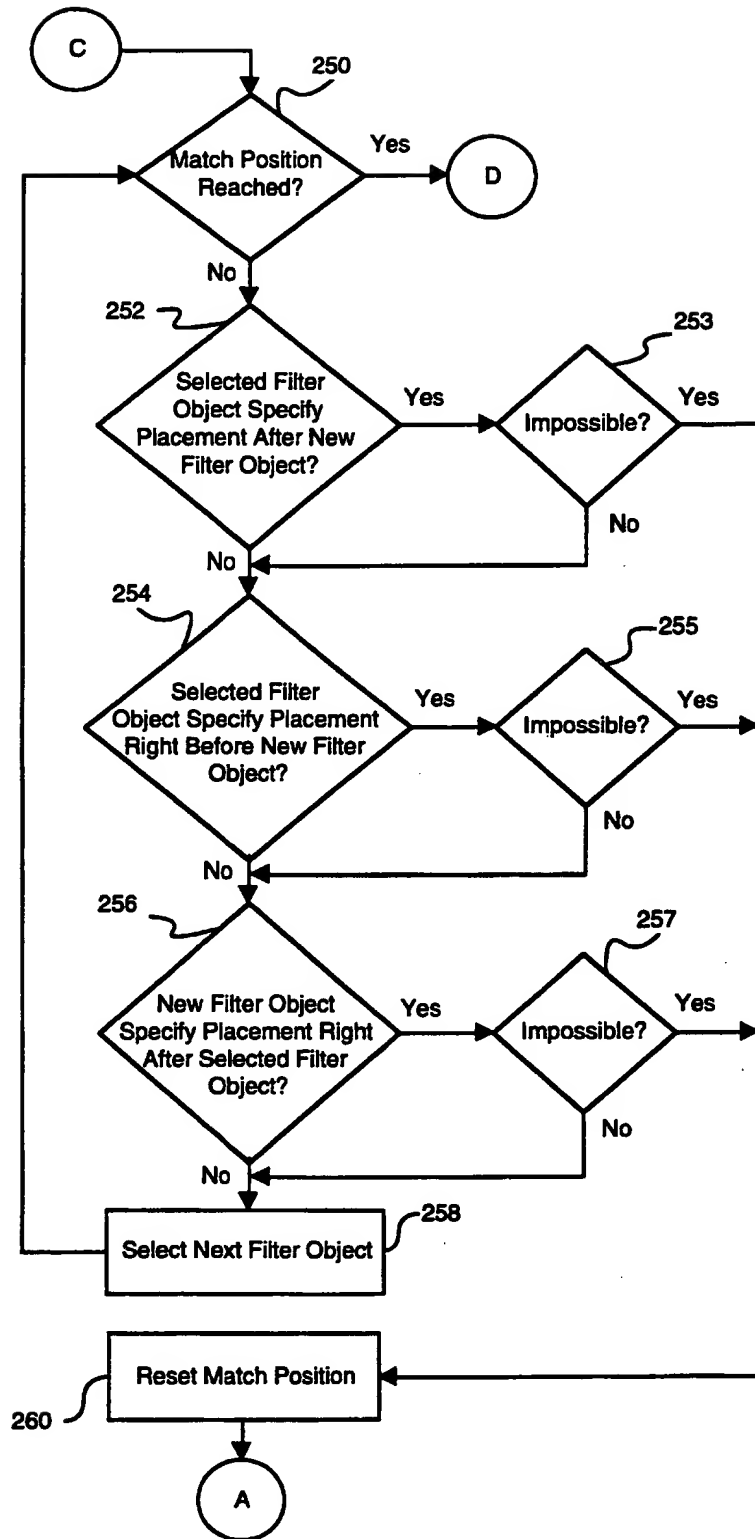 C
250
Match Position
Reached?
Yes
D
No
252
253
Selected Filter
Object Specify
Placement After New
Filter Object?
Yes
Impossible?
Yes
No
No
254
255
Selected Filter
Object Specify Placement
Right Before New Filter
Object?
Yes
Impossible?
Yes
No
No
256
257
New Filter Object
Specify Placement Right
After Selected Filter
Object?
Yes
Impossible?
Yes
No
No
258
Select Next Filter Object
Reset Match Position
260
A